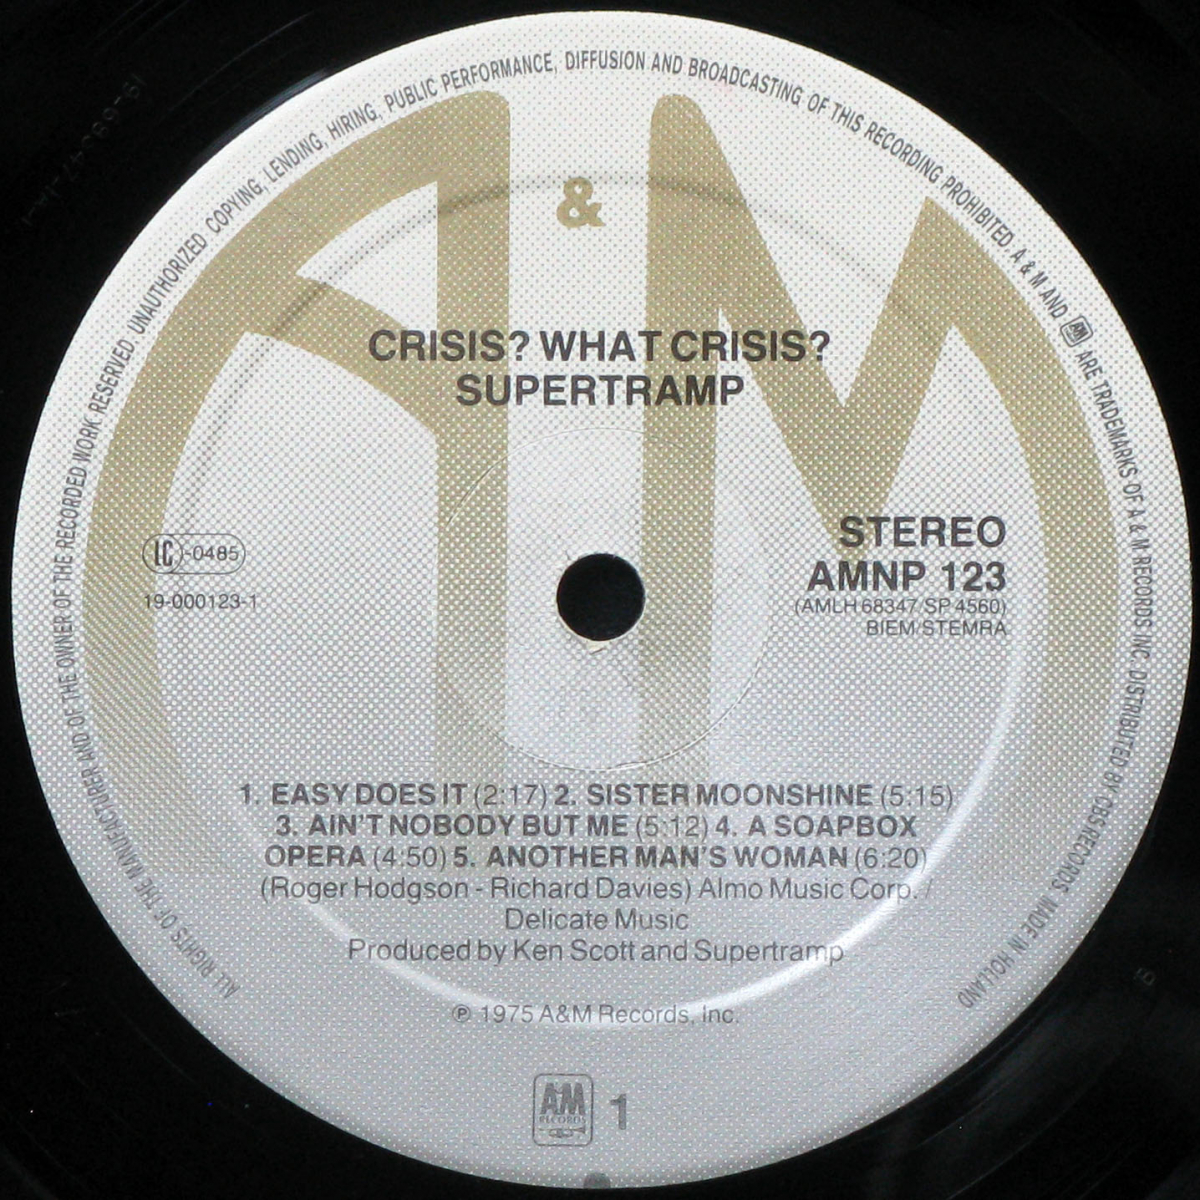 ALL RIGHTS OF THE MANUFACTURER AND OF THE OWNER OF THE RECORDED WORK RESERVED UNAUTHORIZED COPYING, LENDING, HIRING, PUBLIC PERFORMANCE, DIFFUSION AND BROADCASTING OF THIS RECORDING PROHIBITED. A & M AND AM ARE TRADEMARKS OF A & M RECORDS INC. DISTRIBUTED BY CBS RECORDS. MADE IN HOLLAND
A & M
CRISIS? WHAT CRISIS?
SUPERTRAMP
LC-0485
19-000123-1
STEREO
AMNP 123
(AMLH 68347/SP 4560)
BIEM/STEMRA
1. EASY DOES IT (2:17) 2. SISTER MOONSHINE (5:15)
3. AIN'T NOBODY BUT ME (5:12) 4. A SOAPBOX
OPERA (4:50) 5. ANOTHER MAN'S WOMAN (6:20)
(Roger Hodgson - Richard Davies) Almo Music Corp. /
Delicate Music
Produced by Ken Scott and Supertramp
℗ 1975 A&M Records, Inc.
AM
RECORDS
1